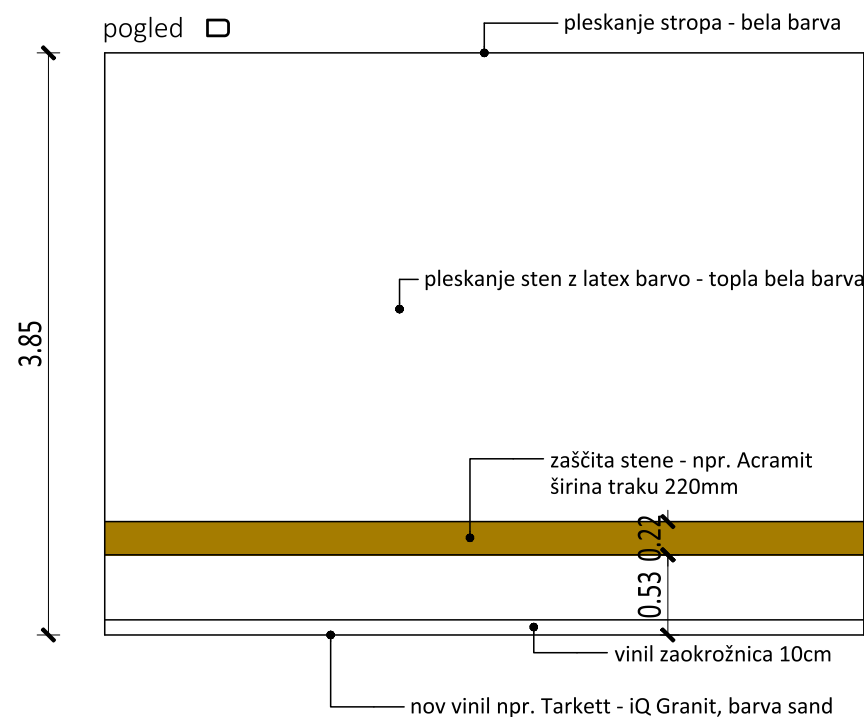 pogled D
pleskanje stropa - bela barva
pleskanje sten z latex barvo - topla bela barva
3.85
zaščita stene - npr. Acramit
širina traku 220mm
0.22
0.53
vinil zaokrožnica 10cm
nov vinil npr. Tarkett - iQ Granit, barva sand